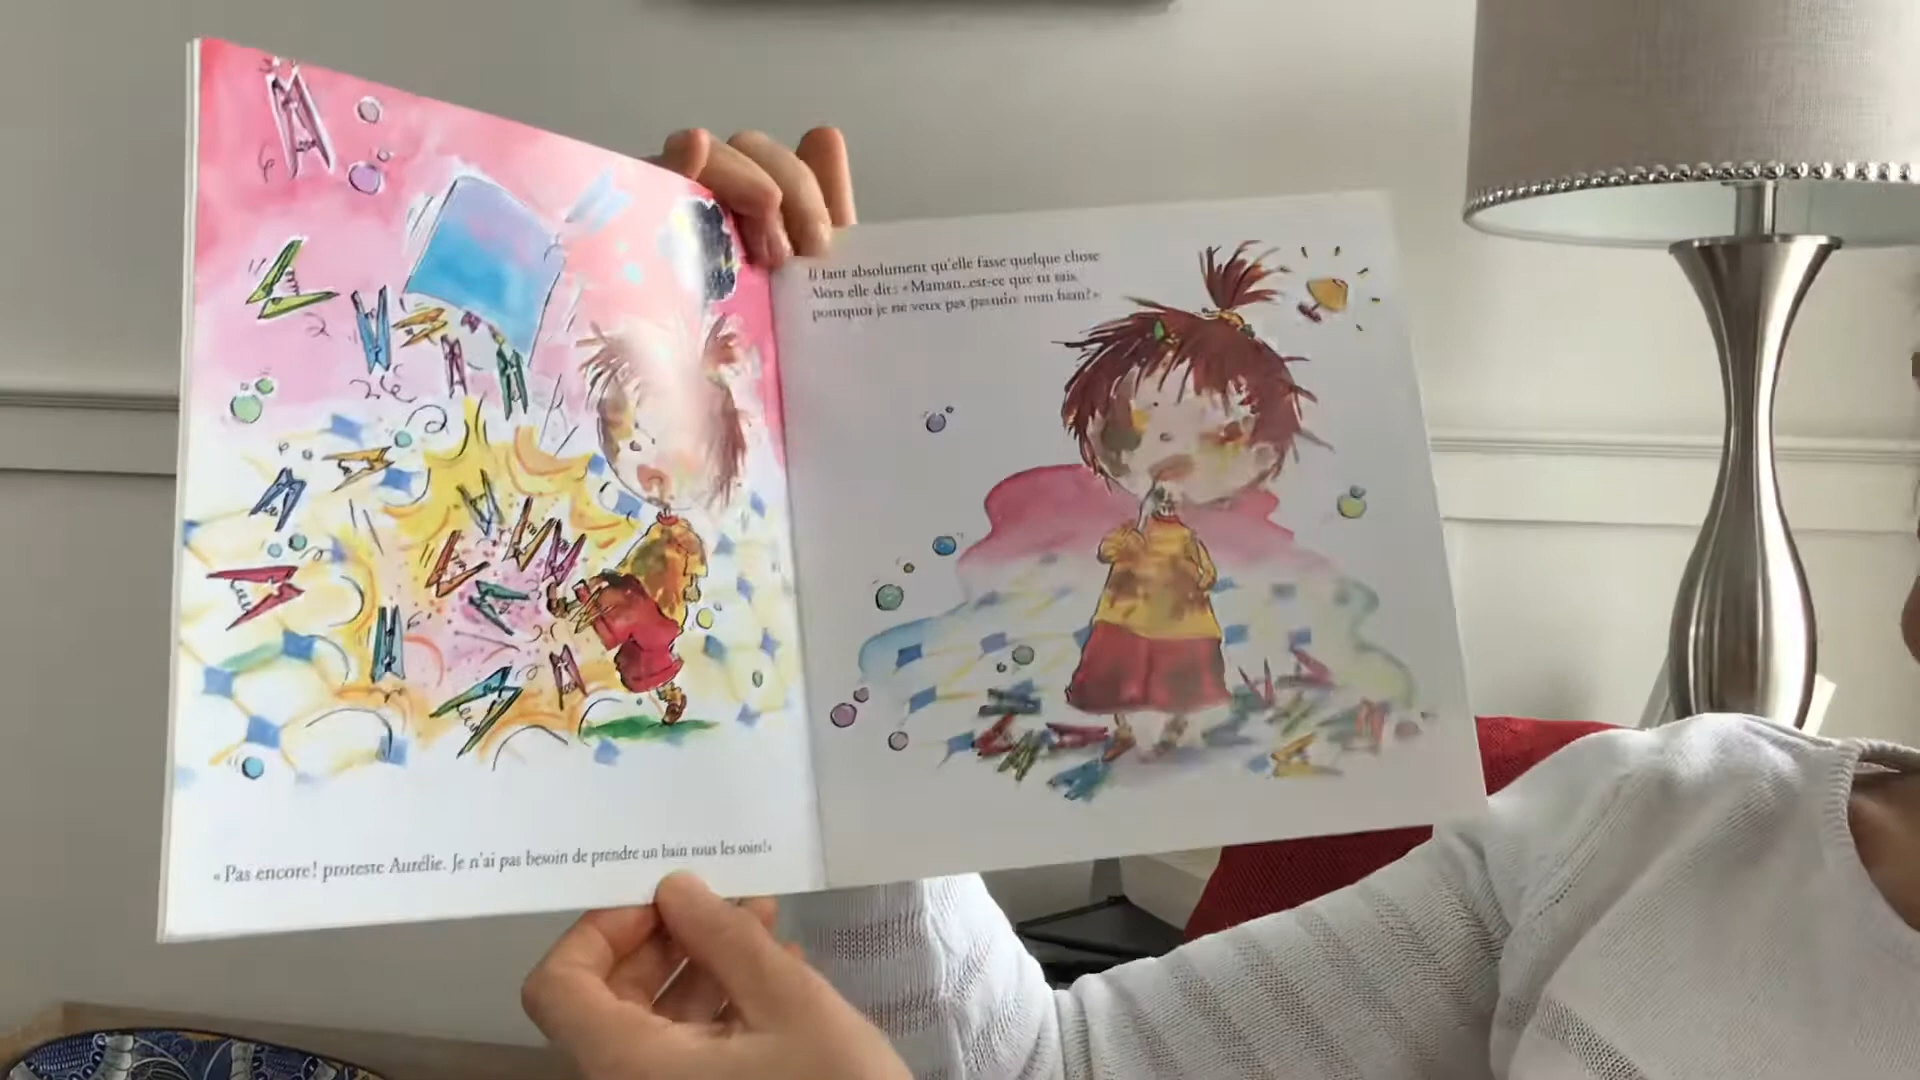 « Pas encore! proteste Aurélie. Je n'ai pas besoin de prendre un bain tous les soirs!»
Il faut absolument qu'elle fasse quelque chose
Alors elle dit: «Maman...est-ce que tu sais
pourquoi je ne veux pas prendre mon bain?»